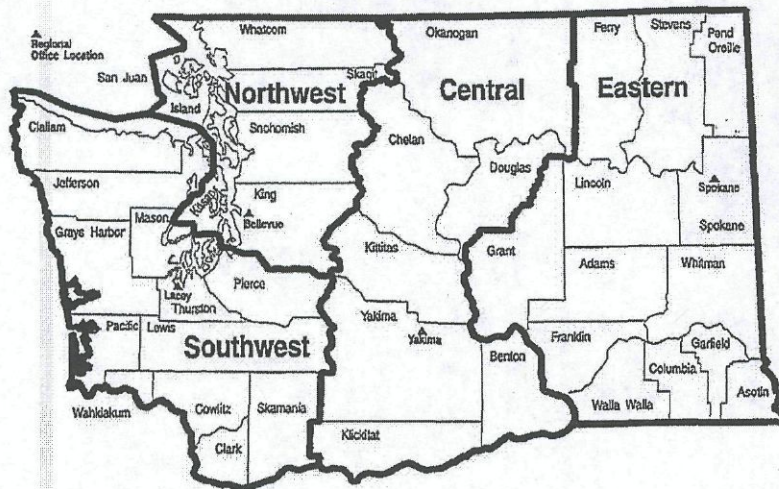 Regional
Office Location
San Juan
Whatcom
Skagit
Island
Northwest
Snohomish
King
Kitsap
Bellevue
Clallam
Jefferson
Mason
Grays Harbor
Lacey
Thurston
Pierce
Pacific
Lewis
Southwest
Wahkiakum
Cowlitz
Skamania
Clark
Okanogan
Central
Chelan
Douglas
Kittitas
Yakima
Yakima
Benton
Klickitat
Ferry
Stevens
Pend
Oreille
Eastern
Lincoln
Spokane
Spokane
Grant
Adams
Whitman
Franklin
Garfield
Columbia
Asotin
Walla Walla